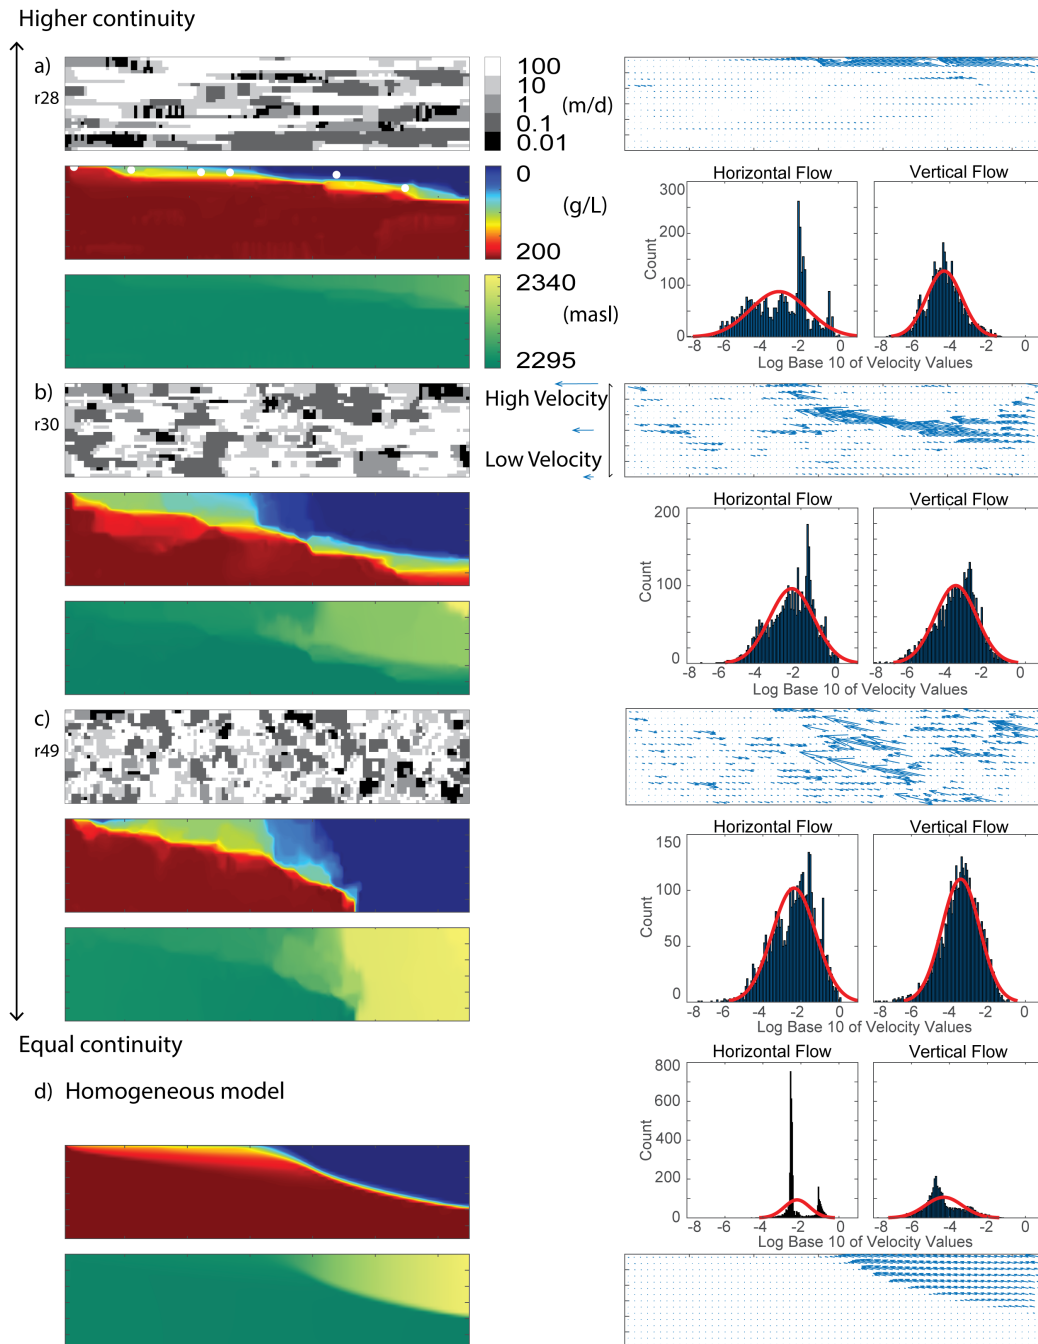 Higher continuity
a)
r28
100
10
1
0.1
0.01
(m/d)
0
(g/L)
200
2340
(masl)
2295
Horizontal Flow
Vertical Flow
300
200
100
0
Count
-8 -6 -4 -2 0
-8 -6 -4 -2 0
Log Base 10 of Velocity Values
b)
r30
High Velocity
Low Velocity
Horizontal Flow
Vertical Flow
200
100
0
Count
-8 -6 -4 -2 0
-8 -6 -4 -2 0
Log Base 10 of Velocity Values
c)
r49
Horizontal Flow
Vertical Flow
150
100
50
0
Count
-8 -6 -4 -2 0
-8 -6 -4 -2 0
Log Base 10 of Velocity Values
Equal continuity
d) Homogeneous model
Horizontal Flow
Vertical Flow
800
600
400
200
0
Count
-8 -6 -4 -2 0
-8 -6 -4 -2 0
Log Base 10 of Velocity Values